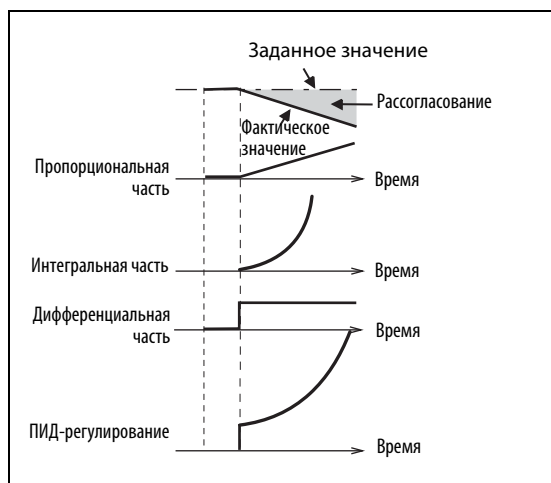 Заданное значение
Рассогласование
Фактическое
значение
Пропорциональная
часть
Время
Интегральная часть
Время
Дифференциальная
часть
Время
ПИД-регулирование
Время